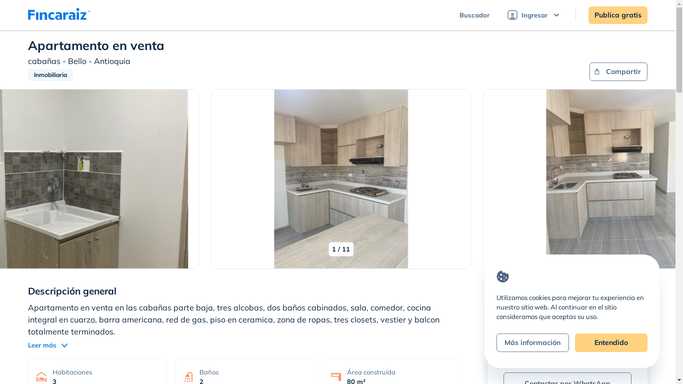 Fincaraiz
Buscador
Ingresar
Publica gratis
Apartamento en venta
cabañas - Bello - Antioquia
Inmobiliaria
Compartir
1 / 11
Descripción general
Apartamento en venta en las cabañas parte baja, tres alcobas, dos baños cabinados, sala, comedor, cocina
integral en cuarzo, barra americana, red de gas, piso en ceramica, zona de ropas, tres closets, vestier y balcon
totalmente terminados.
Leer más
Habitaciones
3
Baños
2
Área construida
80 m²
Utilizamos cookies para mejorar tu experiencia en
nuestro sitio web. Al continuar en el sitio
consideramos que aceptas su uso.
Más información
Entendido
Contactar por WhatsApp